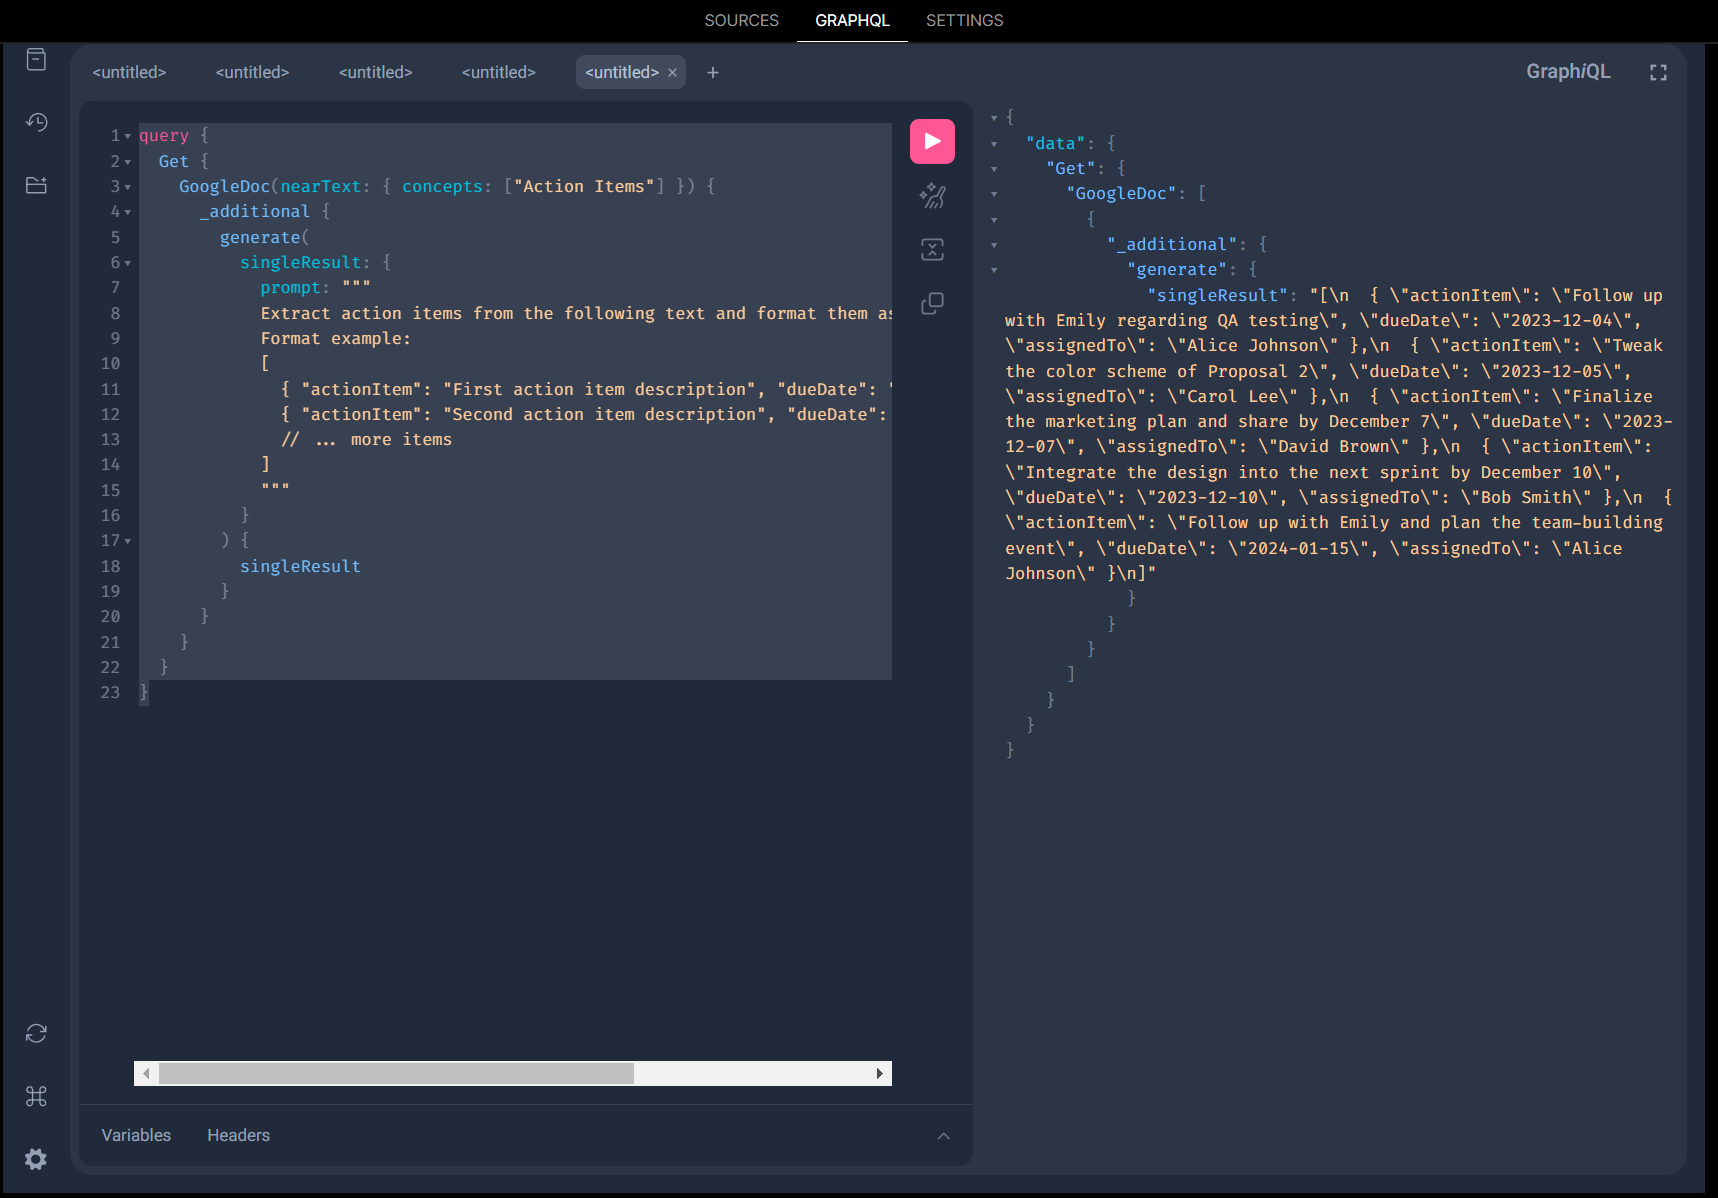 SOURCES GRAPHQL SETTINGS
<untitled> <untitled> <untitled> <untitled> <untitled> × +
GraphiQL
1 query {
2 Get {
3 GoogleDoc(nearText: { concepts: ["Action Items"] }) {
4 _additional {
5 generate(
6 singleResult: {
7 prompt: """
8 Extract action items from the following text and format them as
9 Format example:
10 [
11 { "actionItem": "First action item description", "dueDate": "
12 { "actionItem": "Second action item description", "dueDate":
13 // ... more items
14 ]
15 """
16 }
17 ) {
18 singleResult
19 }
20 }
21 }
22 }
23 }
Variables Headers
{
"data": {
"Get": {
"GoogleDoc": [
{
"_additional": {
"generate": {
"singleResult": "[\n  { \"actionItem\": \"Follow up
with Emily regarding QA testing\", \"dueDate\": \"2023-12-04\",
\"assignedTo\": \"Alice Johnson\" },\n  { \"actionItem\": \"Tweak
the color scheme of Proposal 2\", \"dueDate\": \"2023-12-05\",
\"assignedTo\": \"Carol Lee\" },\n  { \"actionItem\": \"Finalize
the marketing plan and share by December 7\", \"dueDate\": \"2023-
12-07\", \"assignedTo\": \"David Brown\" },\n  { \"actionItem\":
\"Integrate the design into the next sprint by December 10\",
\"dueDate\": \"2023-12-10\", \"assignedTo\": \"Bob Smith\" },\n  {
\"actionItem\": \"Follow up with Emily and plan the team-building
event\", \"dueDate\": \"2024-01-15\", \"assignedTo\": \"Alice
Johnson\" }\n]"
}
}
}
]
}
}
}